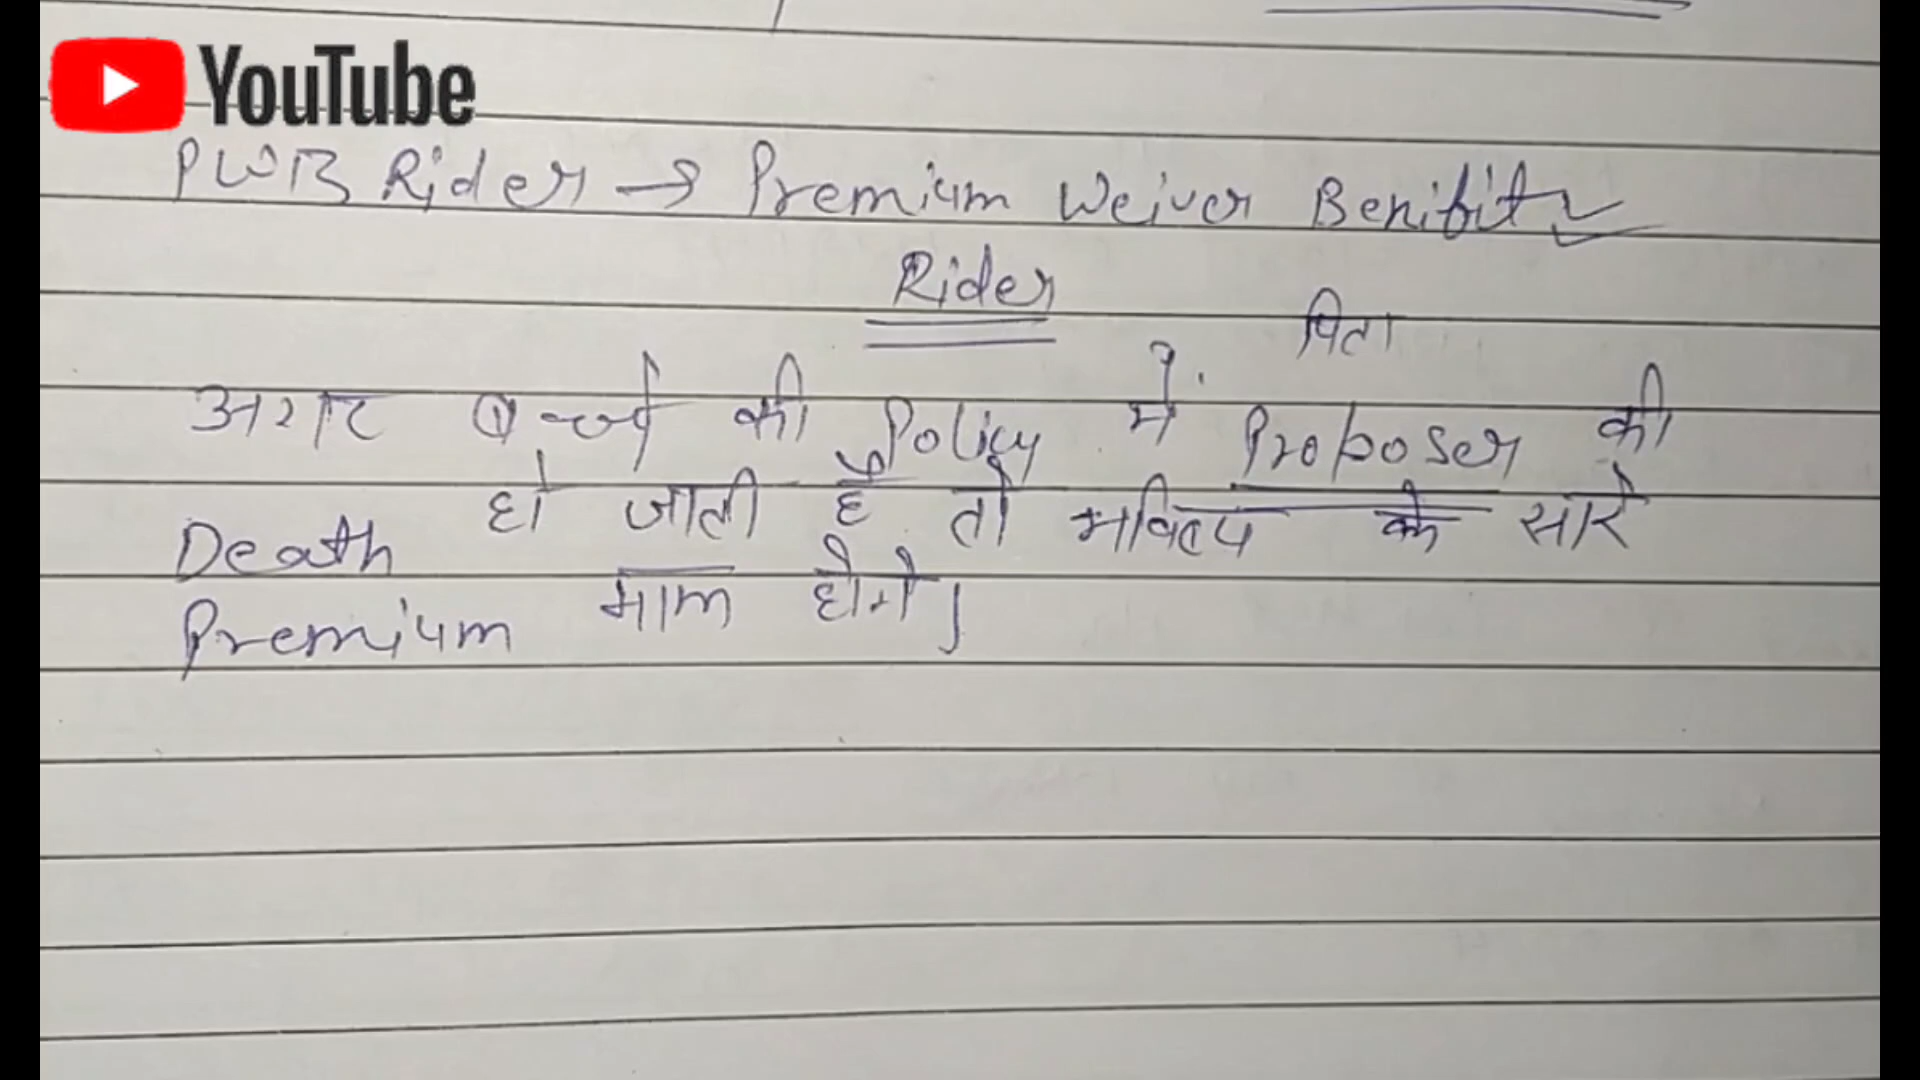 YouTube
PWB Rider → Premium Weiver Benifit
Rider
पिता
अगर बच्चे की Policy में Proposer की
Death हो जाती है तो भविष्य के सारे
Premium माफ होंगे।